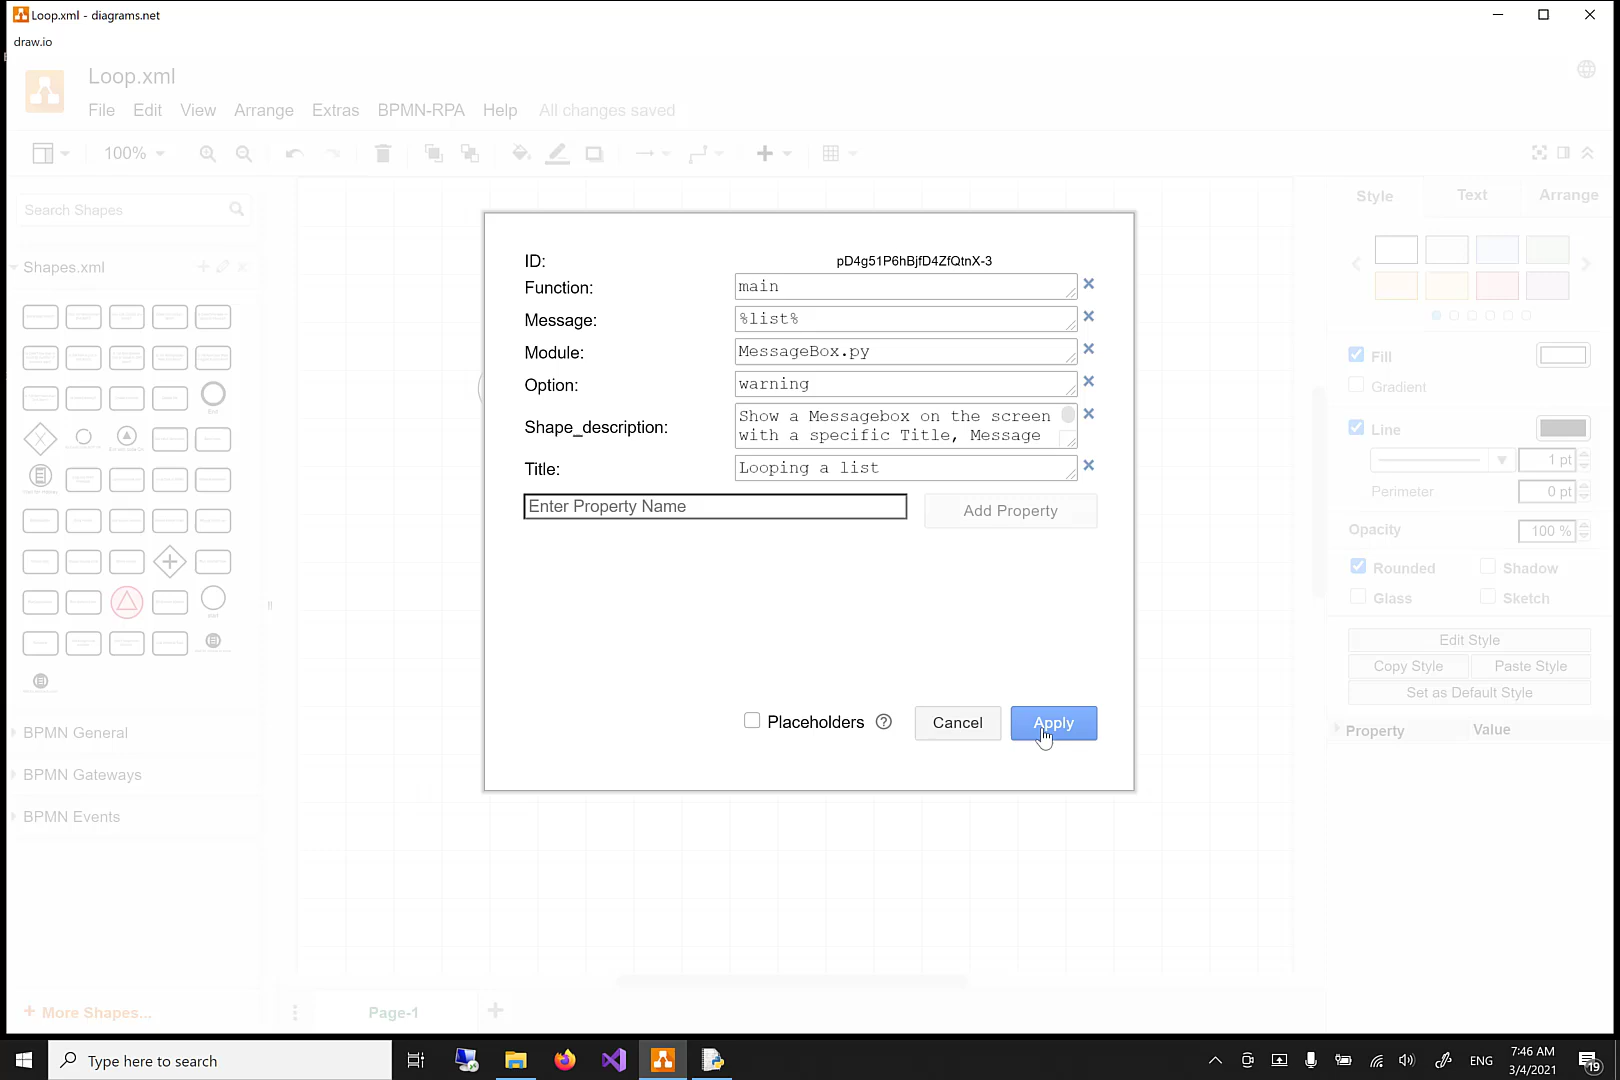 Loop.xml - diagrams.net
draw.io
Loop.xml
File Edit View Arrange Extras BPMN-RPA Help All changes saved
100%
Search Shapes
Shapes.xml
End
BPMN General
BPMN Gateways
BPMN Events
+ More Shapes...
Page-1
ID: pD4g51P6hBjfD4ZfQtnX-3
Function: main
Message: %list%
Module: MessageBox.py
Option: warning
Shape_description: Show a Messagebox on the screen
with a specific Title, Message
Title: Looping a list
Enter Property Name Add Property
Placeholders ? Cancel Apply
Style Text Arrange
Fill
Gradient
Line
1 pt
Perimeter 0 pt
Opacity 100 %
Rounded Shadow
Glass Sketch
Edit Style
Copy Style Paste Style
Set as Default Style
Property Value
Type here to search
ENG
7:46 AM
3/4/2021
19